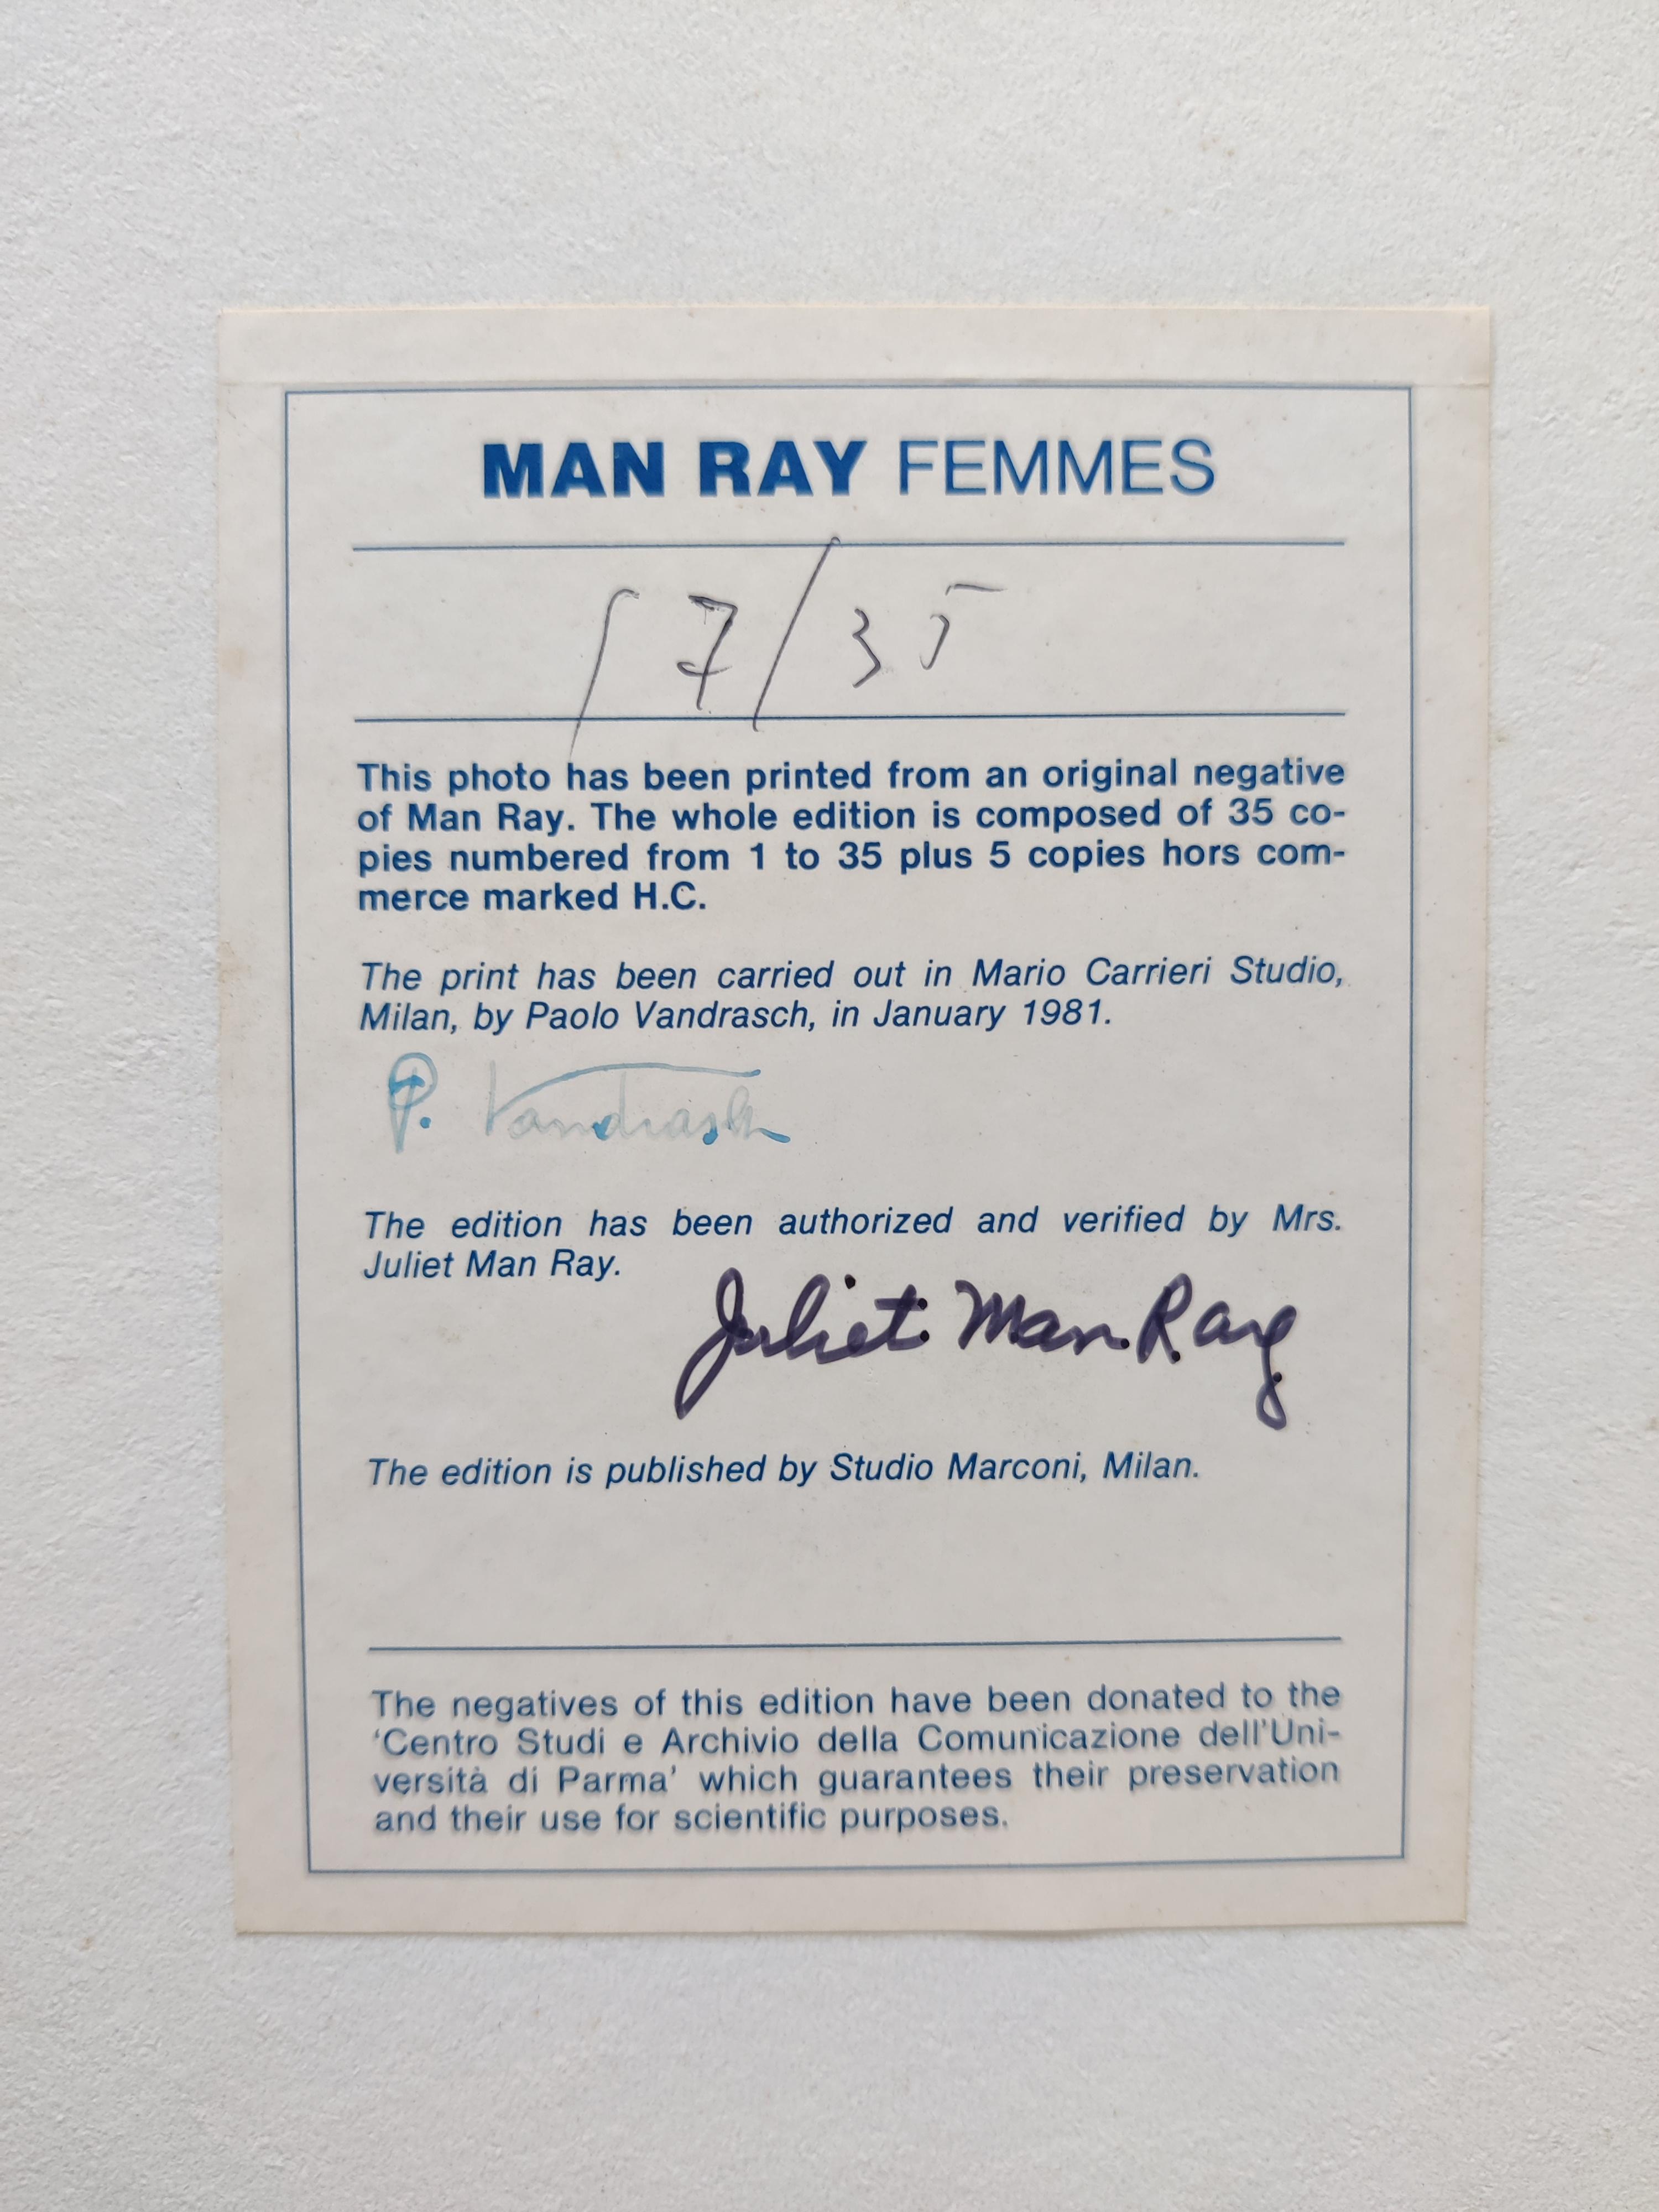 MAN RAY FEMMES
17/35
This photo has been printed from an original negative
of Man Ray. The whole edition is composed of 35 co-
pies numbered from 1 to 35 plus 5 copies hors com-
merce marked H.C.
The print has been carried out in Mario Carrieri Studio,
Milan, by Paolo Vandrasch, in January 1981.
P. Vandrasch
The edition has been authorized and verified by Mrs.
Juliet Man Ray.
Juliet Man Ray
The edition is published by Studio Marconi, Milan.
The negatives of this edition have been donated to the
'Centro Studi e Archivio della Comunicazione dell'Uni-
versità di Parma' which guarantees their preservation
and their use for scientific purposes.